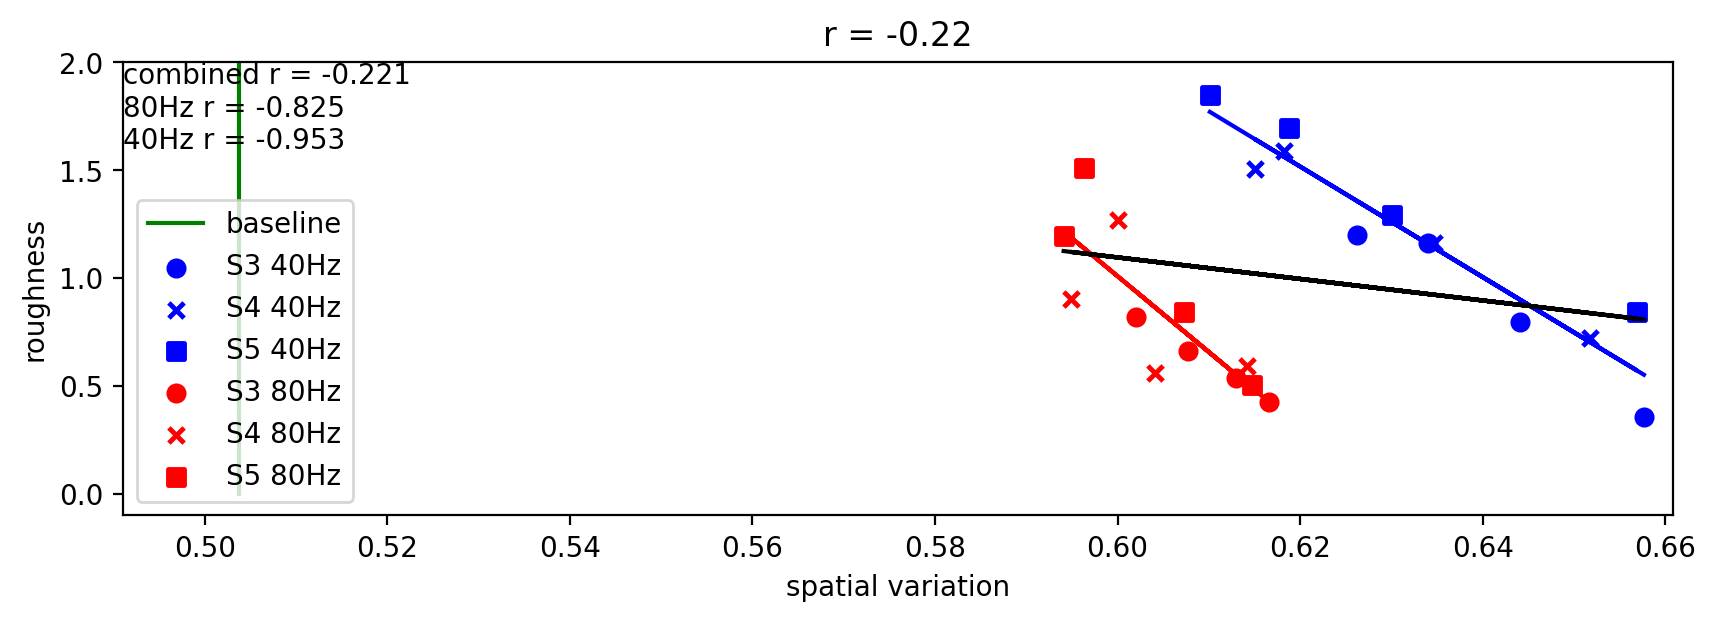 r = -0.22
combined r = -0.221
80Hz r = -0.825
40Hz r = -0.953
2.0
1.5
1.0
0.5
0.0
roughness
baseline
S3 40Hz
S4 40Hz
S5 40Hz
S3 80Hz
S4 80Hz
S5 80Hz
0.50 0.52 0.54 0.56 0.58 0.60 0.62 0.64 0.66
spatial variation